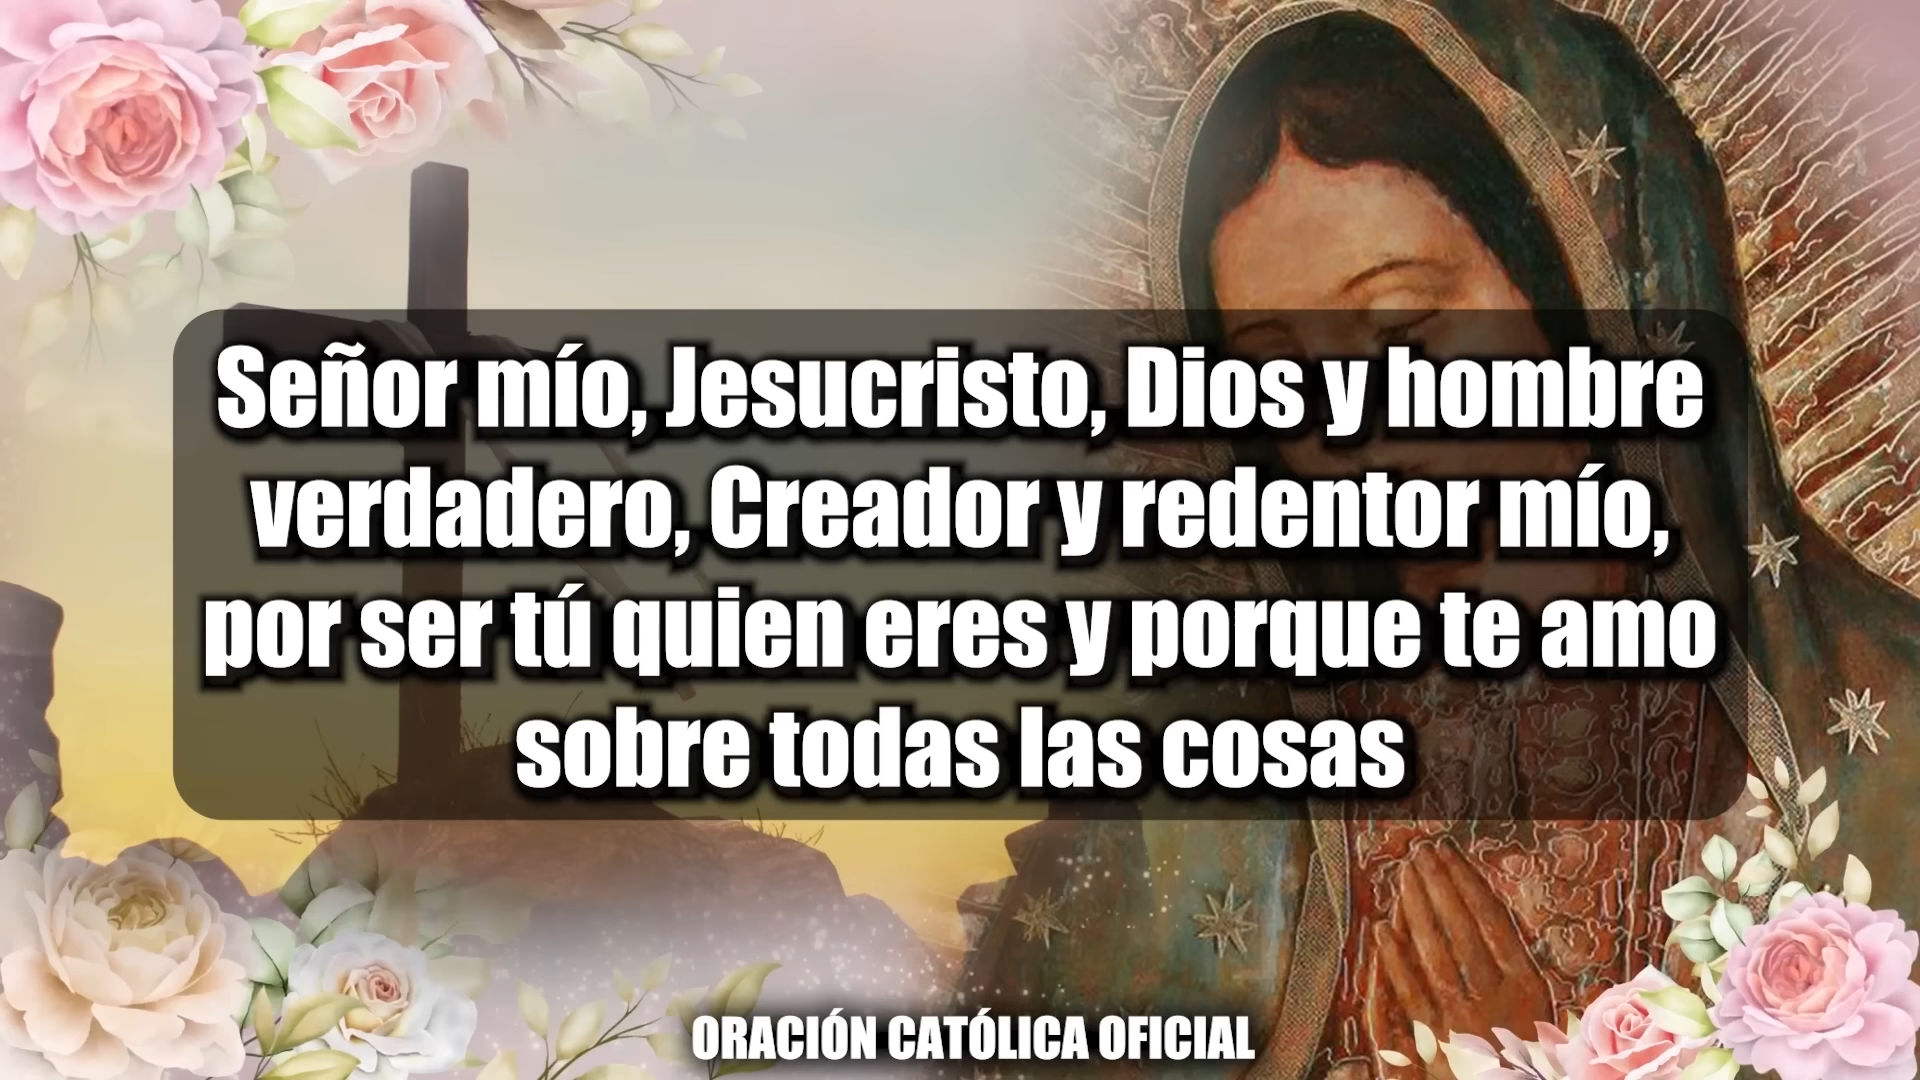 Señor mío, Jesucristo, Dios y hombre
verdadero, Creador y redentor mío,
por ser tú quien eres y porque te amo
sobre todas las cosas
ORACIÓN CATÓLICA OFICIAL